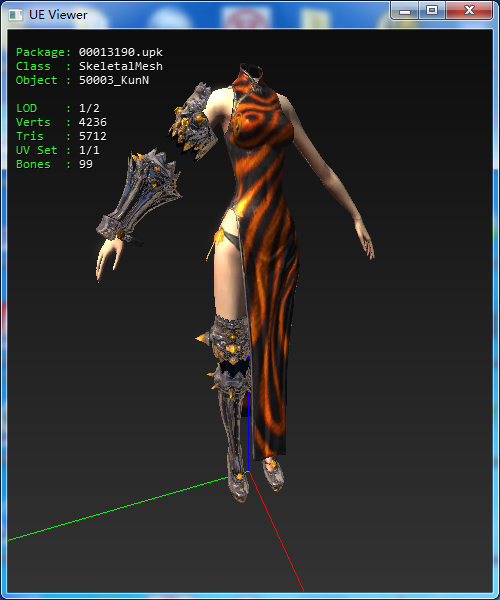 UE Viewer
Package: 00013190.upk
Class : SkeletalMesh
Object : 50003_KunN
LOD : 1/2
Verts : 4236
Tris : 5712
UV Set : 1/1
Bones : 99